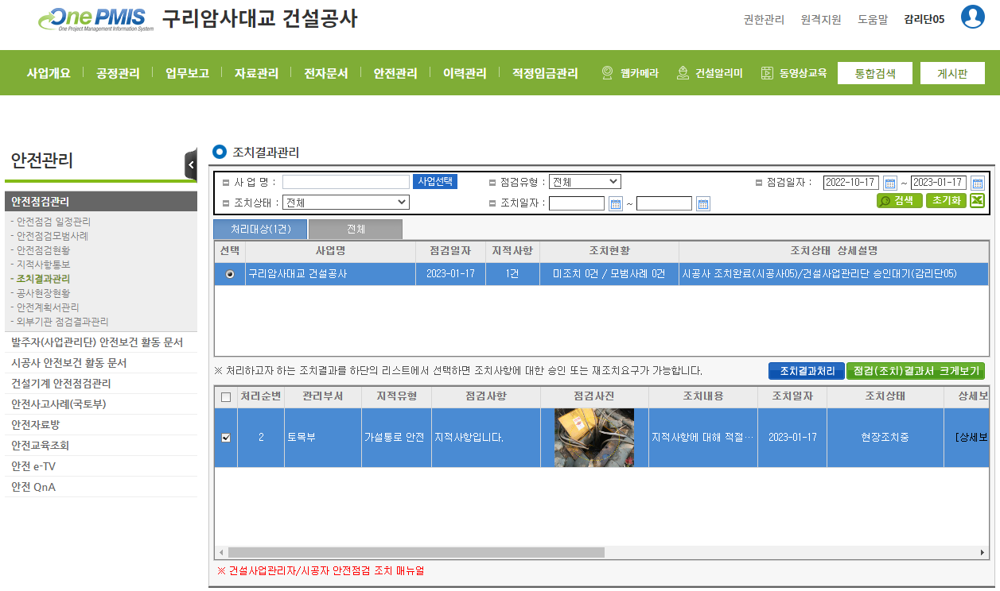 One PMIS 구리암사대교 건설공사
One Project Management Information System
권한관리 원격지원 도움말 감리단05
사업개요 공정관리 업무보고 자료관리 전자문서 안전관리 이력관리 적정임금관리 웹카메라 건설알리미 동영상교육 통합검색 게시판
안전관리
안전점검관리
- 안전점검 일정관리
- 안전점검모범사례
- 안전점검현황
- 지적사항통보
- 조치결과관리
- 공사현장현황
- 안전계획서관리
- 외부기관 점검결과관리
발주자(사업관리단) 안전보건 활동 문서
시공사 안전보건 활동 문서
건설기계 안전점검관리
안전사고사례(국토부)
안전자료방
안전교육조회
안전 e-TV
안전 QnA
조치결과관리
사 업 명 : 사업선택 점검유형 : 전체 점검일자 : 2022-10-17 ~ 2023-01-17
조치상태 : 전체 조치일자 : ~ 검색 초기화
처리대상(1건) 전체
선택 사업명 점검일자 지적사항 조치현황 조치상태 상세설명
구리암사대교 건설공사 2023-01-17 1건 미조치 0건 / 모범사례 0건 시공사 조치완료(시공사05)/건설사업관리단 승인대기(감리단05)
※ 처리하고자 하는 조치결과를 하단의 리스트에서 선택하면 조치사항에 대한 승인 또는 재조치요구가 가능합니다. 조치결과처리 점검(조치)결과서 크게보기
처리순번 관리부서 지적유형 점검사항 점검사진 조치내용 조치일자 조치상태 상세보
2 토목부 가설통로 안전 지적사항입니다. 지적사항에 대해 적절… 2023-01-17 현장조치중 [상세보
※ 건설사업관리자/시공자 안전점검 조치 매뉴얼